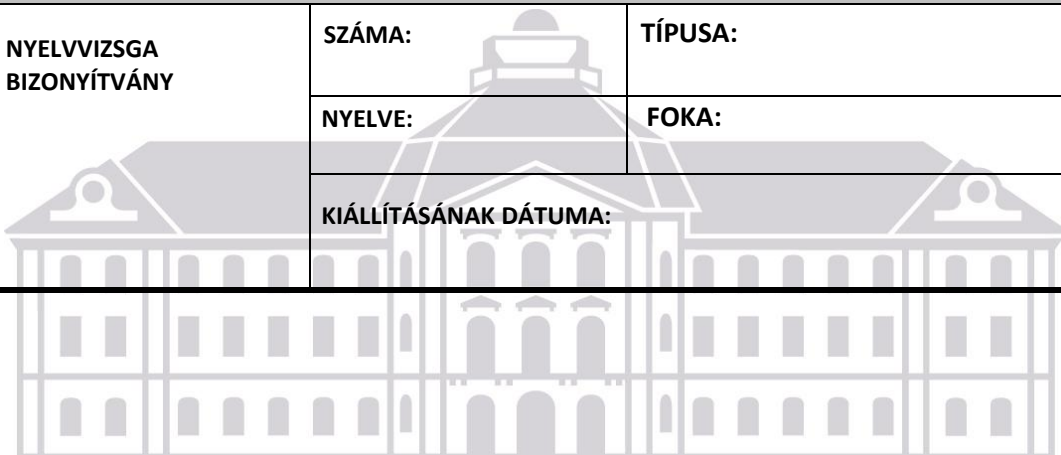 NYELVVIZSGA
BIZONYÍTVÁNY
SZÁMA:
TÍPUSA:
NYELVE:
FOKA:
KIÁLLÍTÁSÁNAK DÁTUMA: